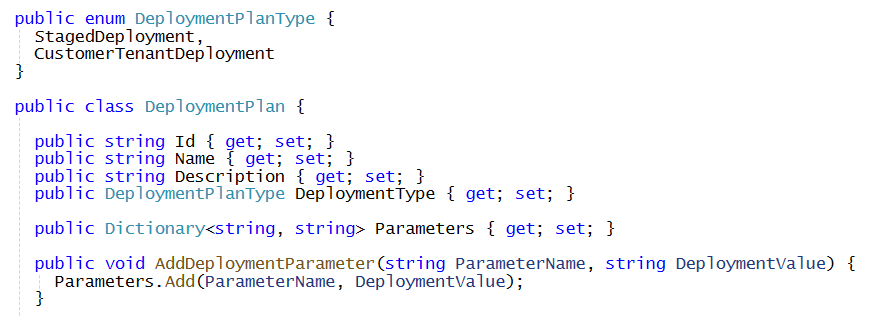 public enum DeploymentPlanType {
  StagedDeployment,
  CustomerTenantDeployment
}

public class DeploymentPlan {

  public string Id { get; set; }
  public string Name { get; set; }
  public string Description { get; set; }
  public DeploymentPlanType DeploymentType { get; set; }

  public Dictionary<string, string> Parameters { get; set; }

  public void AddDeploymentParameter(string ParameterName, string DeploymentValue) {
    Parameters.Add(ParameterName, DeploymentValue);
  }